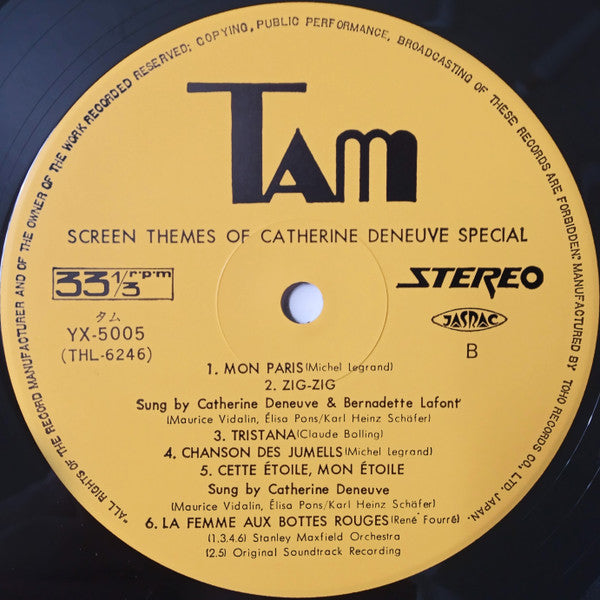 "ALL RIGHTS OF THE RECORD MANUFACTURER AND OF THE OWNER OF THE WORK RECORDED RESERVED; COPYING, PUBLIC PERFORMANCE, BROADCASTING OF THESE RECORDS ARE FORBIDDEN." MANUFACTURED BY TOHO RECORDS CO., LTD. JAPAN.
TAM
SCREEN THEMES OF CATHERINE DENEUVE SPECIAL
33 1/3 rpm
STEREO
タム
YX-5005
(THL-6246)
JASRAC
B
1. MON PARIS (Michel Legrand)
2. ZIG-ZIG
Sung by Catherine Deneuve & Bernadette Lafont
(Maurice Vidalin, Élisa Pons/Karl Heinz Schäfer)
3. TRISTANA (Claude Bolling)
4. CHANSON DES JUMELLS (Michel Legrand)
5. CETTE ÉTOILE, MON ÉTOILE
Sung by Catherine Deneuve
(Maurice Vidalin, Élisa Pons/Karl Heinz Schäfer)
6. LA FEMME AUX BOTTES ROUGES (René Fourré)
(1.3.4.6) Stanley Maxfield Orchestra
(2.5) Original Soundtrack Recording